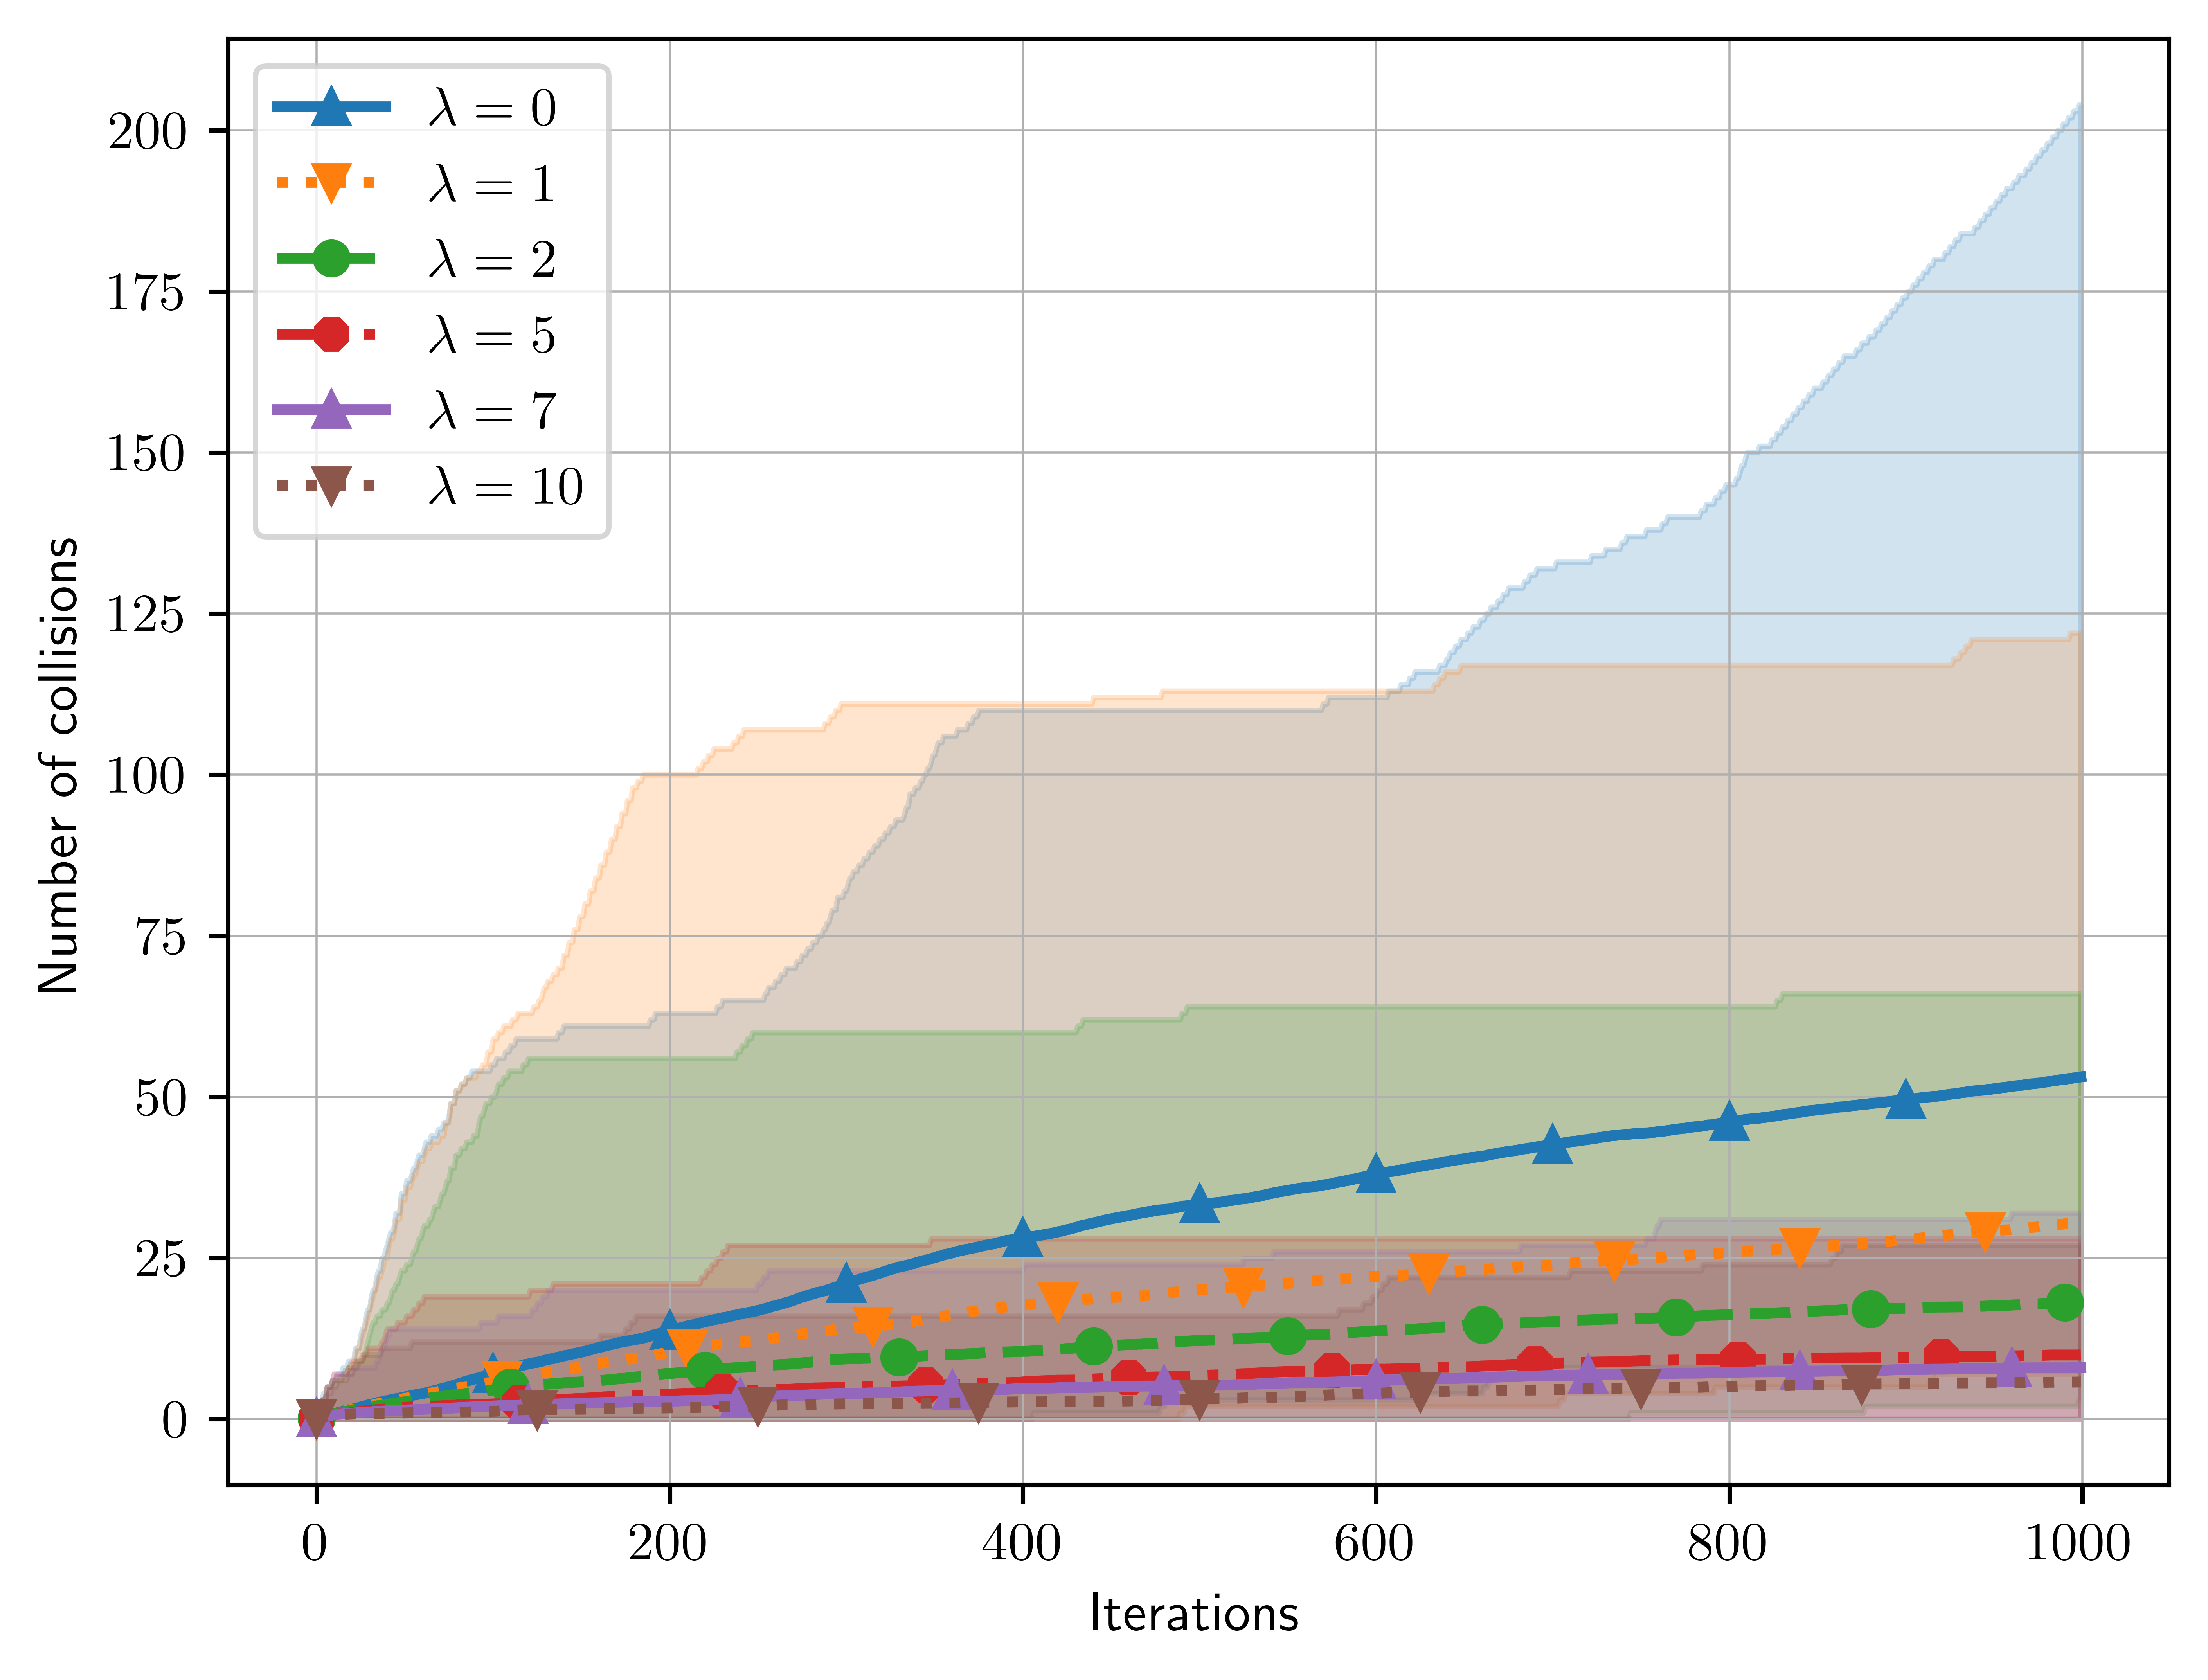 λ = 0
λ = 1
λ = 2
λ = 5
λ = 7
λ = 10
Number of collisions
200
175
150
125
100
75
50
25
0
0 200 400 600 800 1000
Iterations